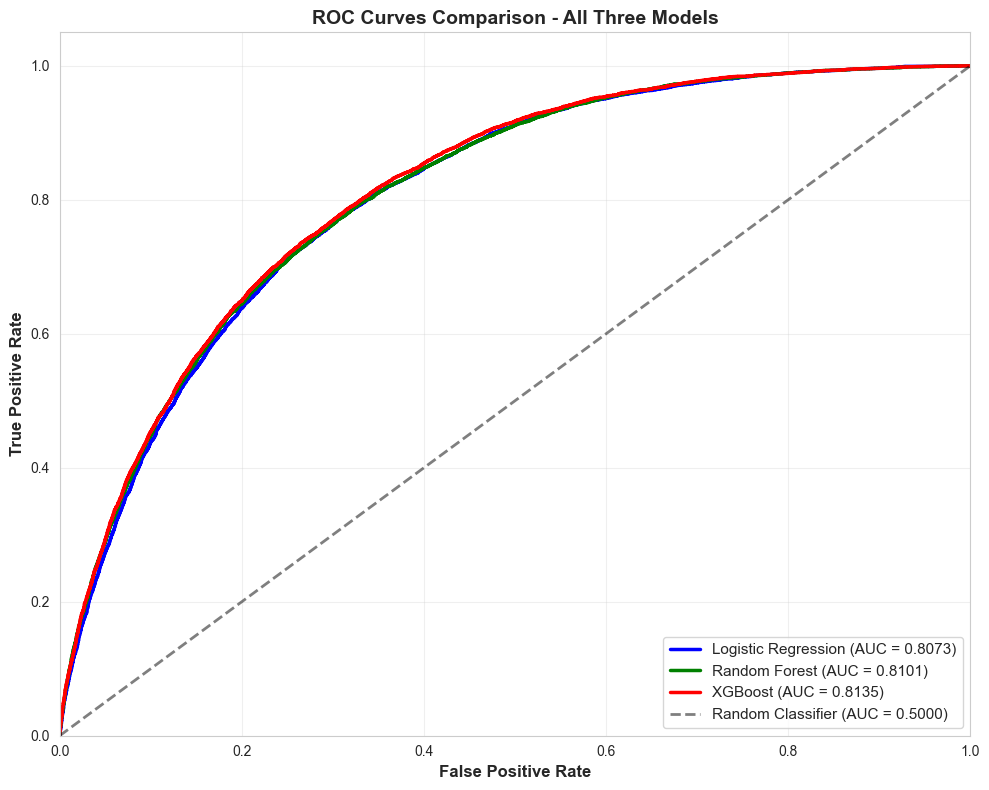 ROC Curves Comparison - All Three Models
True Positive Rate
1.0
0.8
0.6
0.4
0.2
0.0
0.0 0.2 0.4 0.6 0.8 1.0
False Positive Rate
Logistic Regression (AUC = 0.8073)
Random Forest (AUC = 0.8101)
XGBoost (AUC = 0.8135)
Random Classifier (AUC = 0.5000)